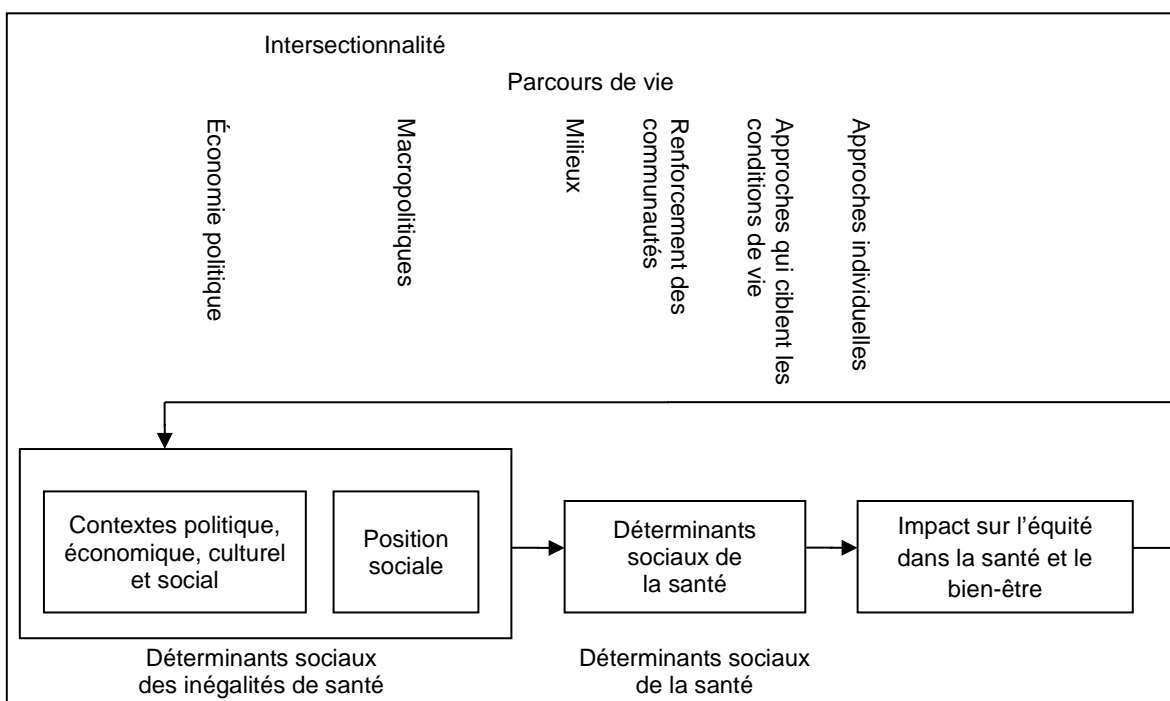 Intersectionnalité
Parcours de vie
Économie politique
Macropolitiques
Milieux
Renforcement des
communautés
Approches qui ciblent les
conditions de vie
Approches individuelles
Contextes politique,
économique, culturel
et social
Position
sociale
Déterminants
sociaux de
la santé
Impact sur l’équité
dans la santé et le
bien-être
Déterminants sociaux
des inégalités de santé
Déterminants sociaux
de la santé